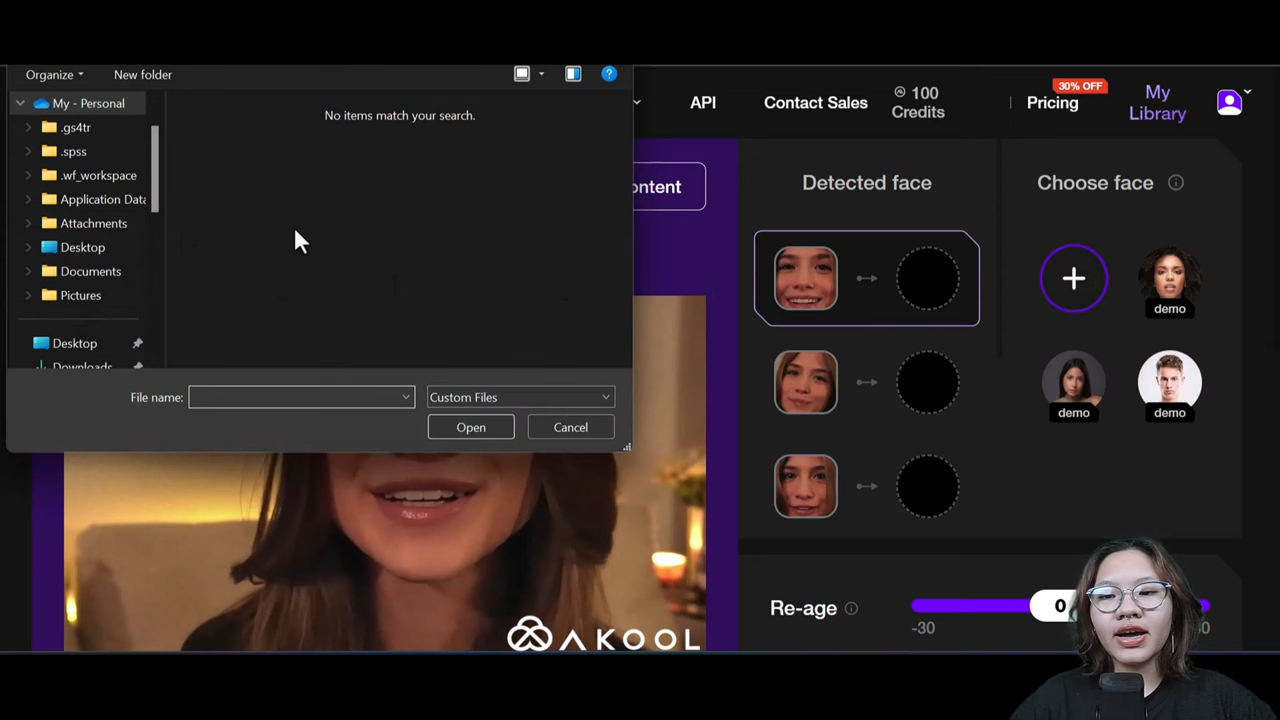 Organize
New folder
My - Personal
.gs4tr
.spss
.wf_workspace
Application Data
Attachments
Desktop
Documents
Pictures
Desktop
Downloads
No items match your search.
File name:
Custom Files
Open
Cancel
API
Contact Sales
100
Credits
30% OFF
Pricing
My
Library
ontent
Detected face
Choose face
demo
demo
demo
Re-age
0
-30
AKOOL